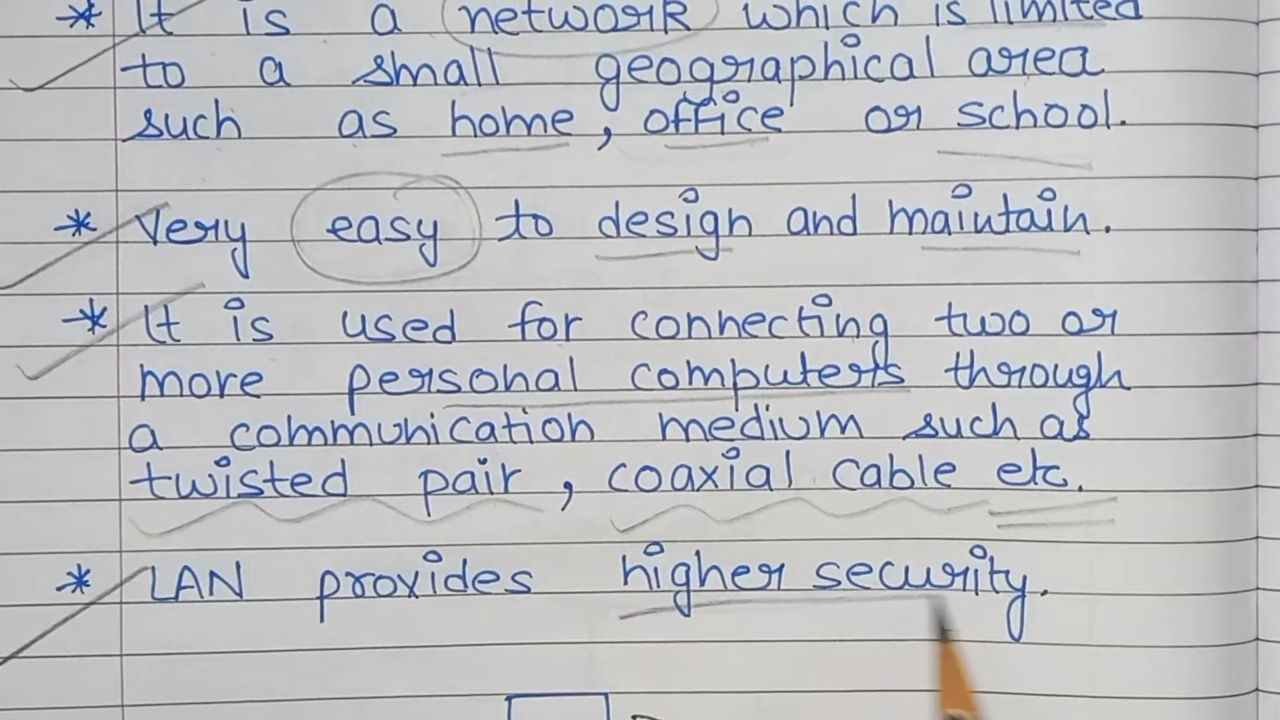 * It is a network which is limited
to a small geographical area
such as home, office or school.
* Very easy to design and maintain.
* It is used for connecting two or
more personal computers through
a communication medium such as
twisted pair, coaxial cable etc.
* LAN provides higher security.